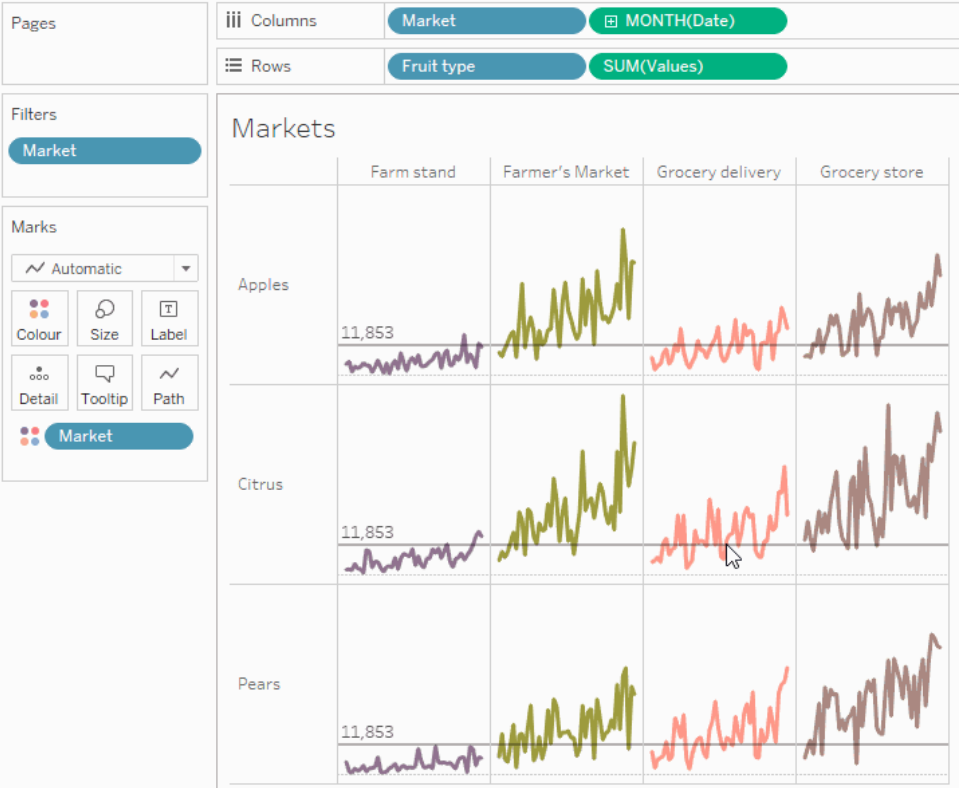 Pages
Columns Market MONTH(Date)
Rows Fruit type SUM(Values)
Filters
Market
Marks
Automatic
Colour Size Label
Detail Tooltip Path
Market
Markets
Farm stand Farmer's Market Grocery delivery Grocery store
Apples
11,853
Citrus
11,853
Pears
11,853